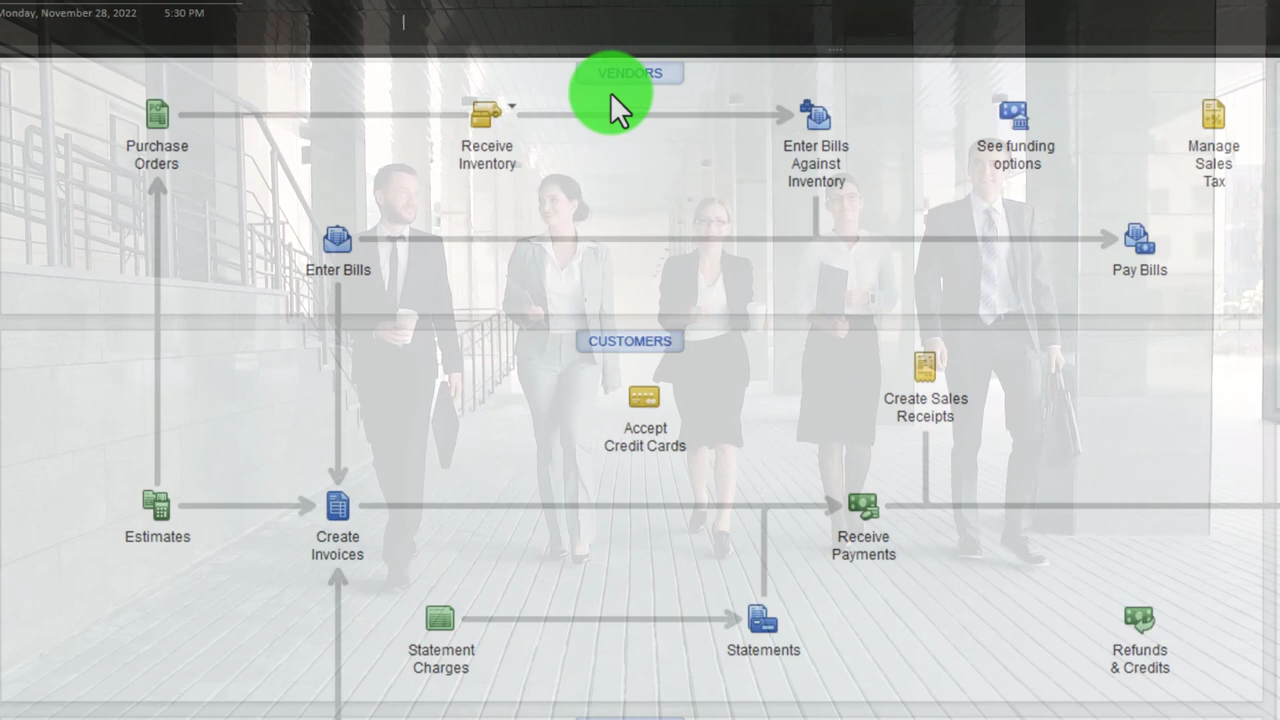 Monday, November 28, 2022 5:30 PM
VENDORS
Purchase
Orders
Receive
Inventory
Enter Bills
Against
Inventory
See funding
options
Manage
Sales
Tax
Enter Bills
Pay Bills
CUSTOMERS
Accept
Credit Cards
Create Sales
Receipts
Estimates
Create
Invoices
Receive
Payments
Statement
Charges
Statements
Refunds
& Credits